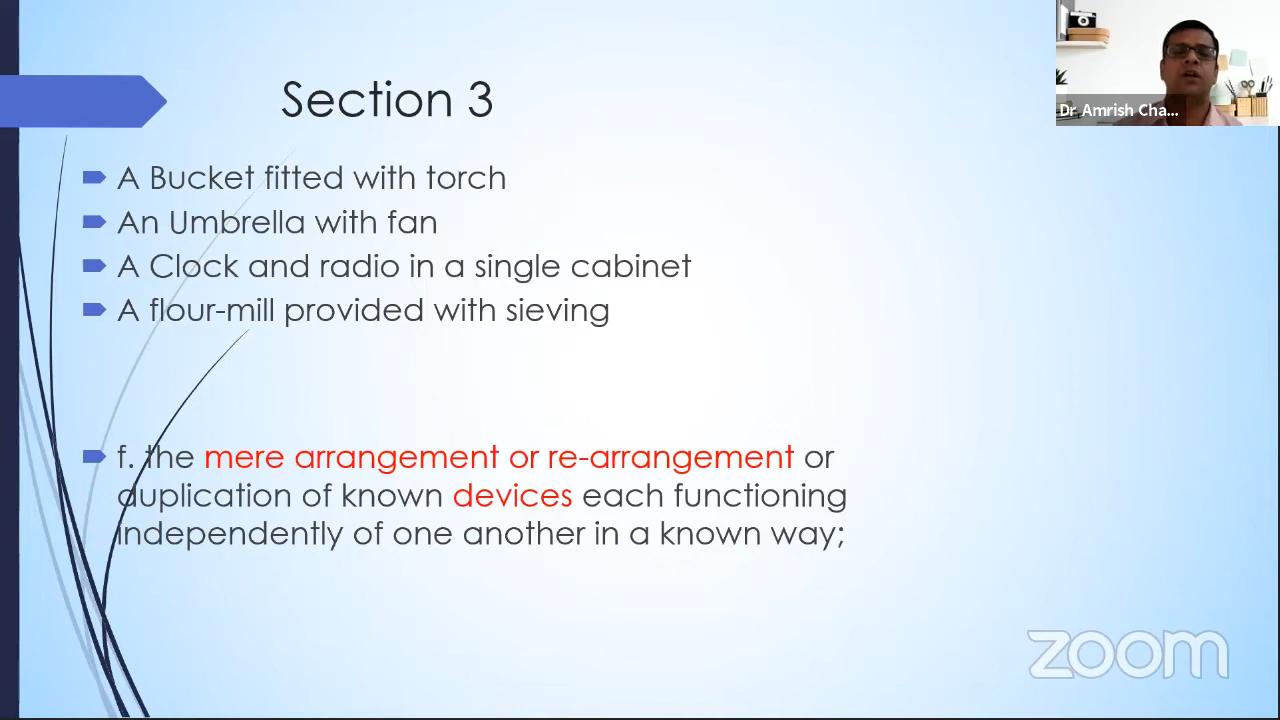 Section 3
A Bucket fitted with torch
An Umbrella with fan
A Clock and radio in a single cabinet
A flour-mill provided with sieving
f. the mere arrangement or re-arrangement or
duplication of known devices each functioning
independently of one another in a known way;
Dr Amrish Cha...
zoom